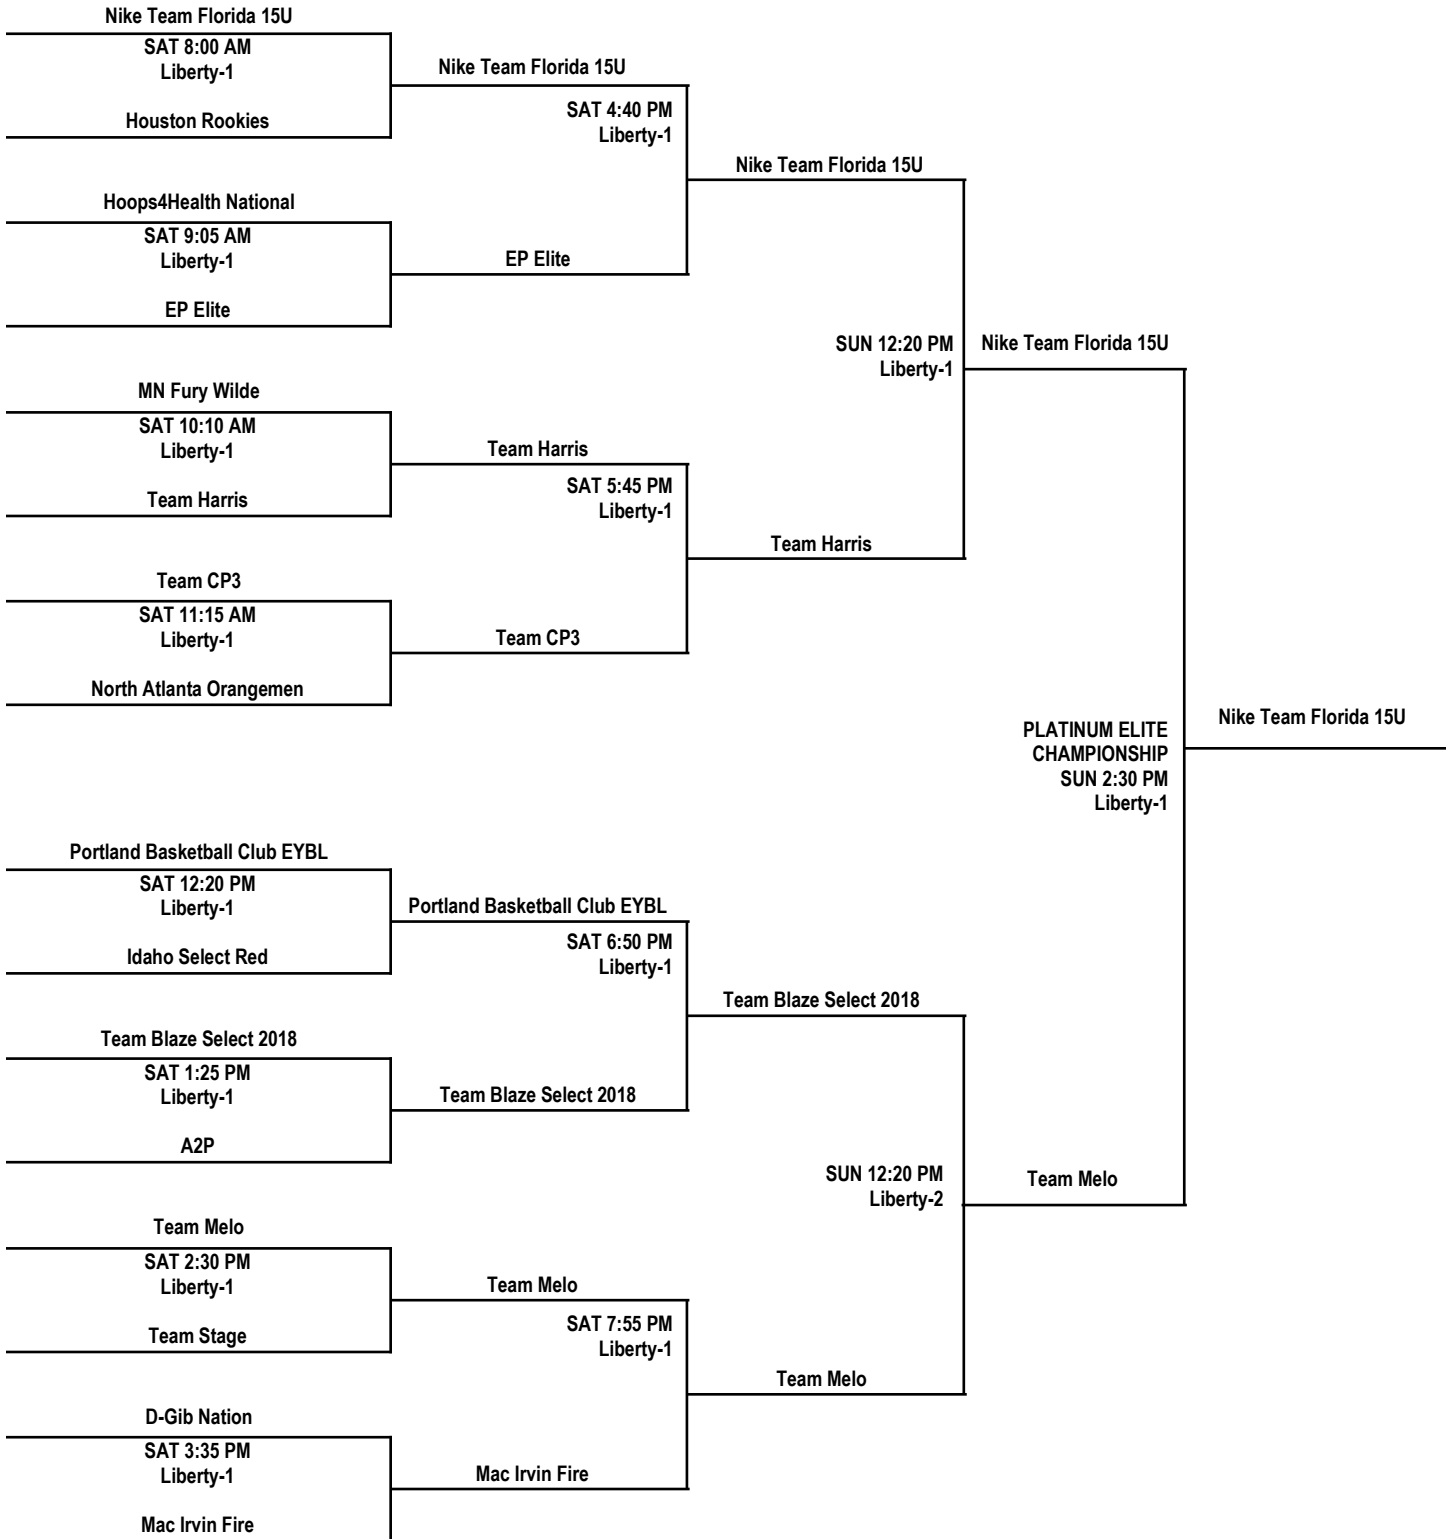 Nike Team Florida 15U
SAT 8:00 AM
Liberty-1
Houston Rookies
Nike Team Florida 15U
SAT 4:40 PM
Liberty-1
Hoops4Health National
SAT 9:05 AM
Liberty-1
EP Elite
EP Elite
Nike Team Florida 15U
SUN 12:20 PM
Liberty-1
MN Fury Wilde
SAT 10:10 AM
Liberty-1
Team Harris
Team Harris
SAT 5:45 PM
Liberty-1
Team CP3
SAT 11:15 AM
Liberty-1
North Atlanta Orangemen
Team CP3
Team Harris
Nike Team Florida 15U
PLATINUM ELITE
CHAMPIONSHIP
SUN 2:30 PM
Liberty-1
Nike Team Florida 15U
Portland Basketball Club EYBL
SAT 12:20 PM
Liberty-1
Idaho Select Red
Portland Basketball Club EYBL
SAT 6:50 PM
Liberty-1
Team Blaze Select 2018
SAT 1:25 PM
Liberty-1
A2P
Team Blaze Select 2018
Team Blaze Select 2018
SUN 12:20 PM
Liberty-2
Team Melo
Team Melo
SAT 2:30 PM
Liberty-1
Team Stage
Team Melo
SAT 7:55 PM
Liberty-1
Team Melo
D-Gib Nation
SAT 3:35 PM
Liberty-1
Mac Irvin Fire
Mac Irvin Fire